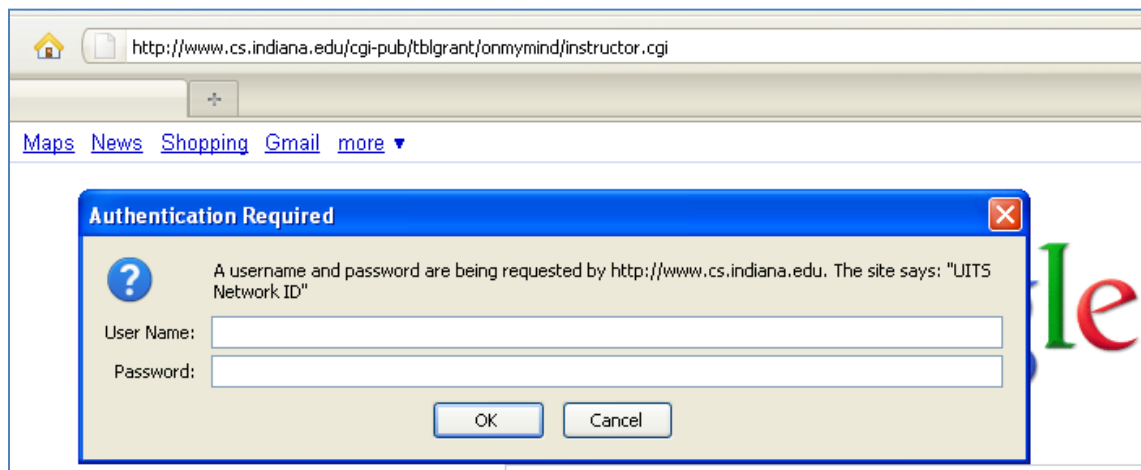 http://www.cs.indiana.edu/cgi-pub/tblgrant/onmymind/instructor.cgi
Maps News Shopping Gmail more ▼
Authentication Required
A username and password are being requested by http://www.cs.indiana.edu. The site says: "UITS
Network ID"
User Name:
Password:
OK Cancel
le